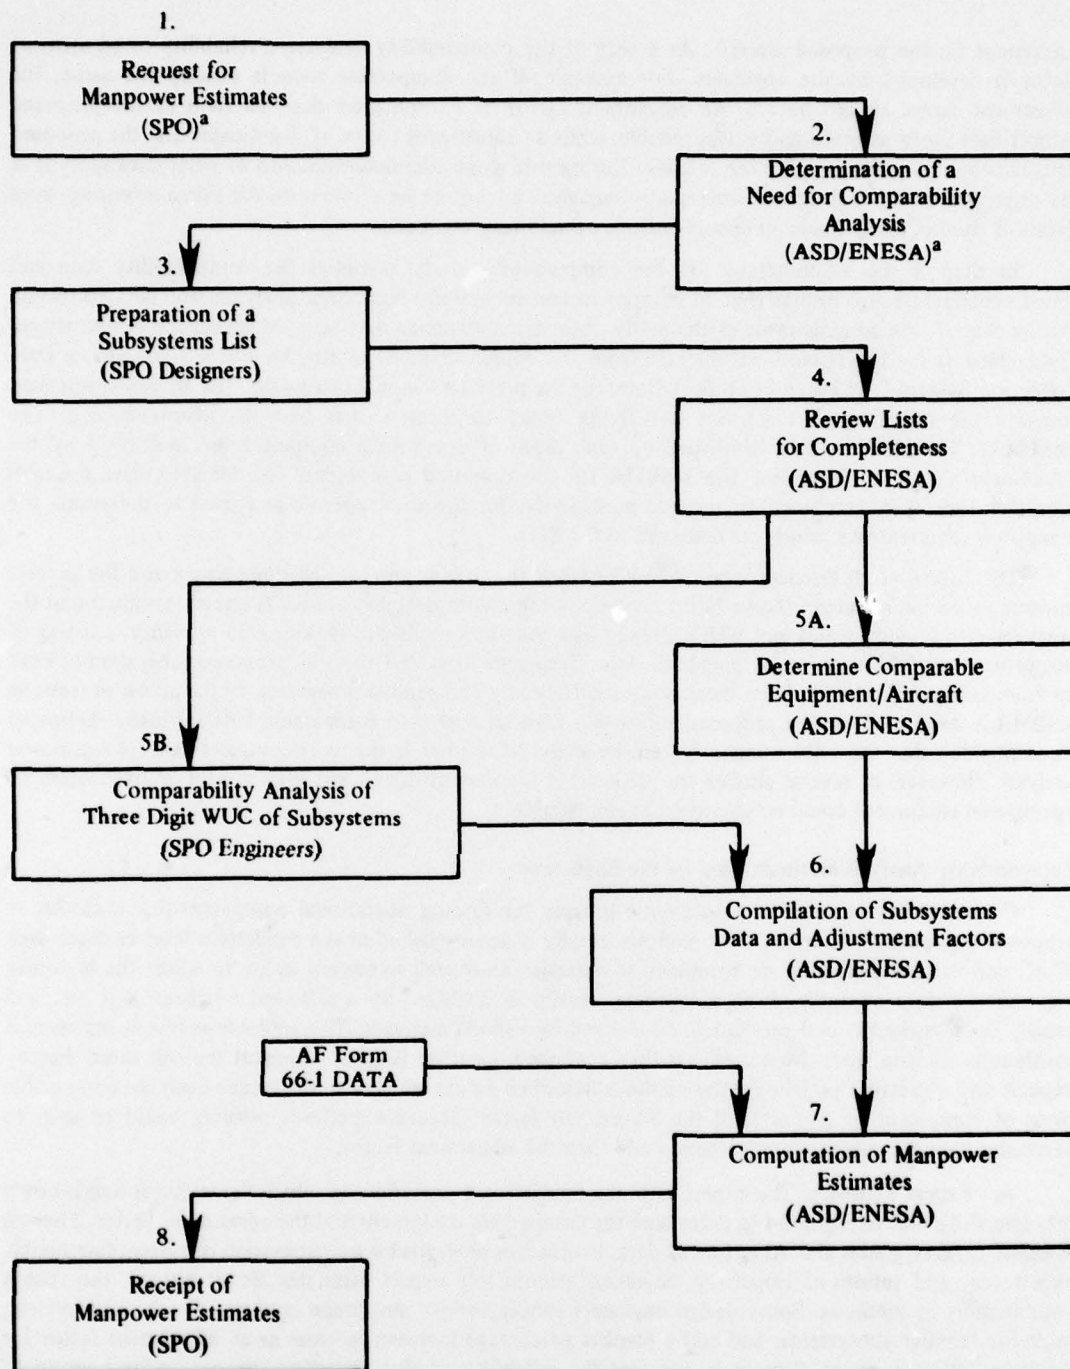 1.
Request for
Manpower Estimates
(SPO)a
2.
Determination of a
Need for Comparability
Analysis
(ASD/ENESA)a
3.
Preparation of a
Subsystems List
(SPO Designers)
4.
Review Lists
for Completeness
(ASD/ENESA)
5A.
Determine Comparable
Equipment/Aircraft
(ASD/ENESA)
5B.
Comparability Analysis of
Three Digit WUC of Subsystems
(SPO Engineers)
6.
Compilation of Subsystems
Data and Adjustment Factors
(ASD/ENESA)
AF Form
66-1 DATA
7.
Computation of Manpower
Estimates
(ASD/ENESA)
8.
Receipt of
Manpower Estimates
(SPO)